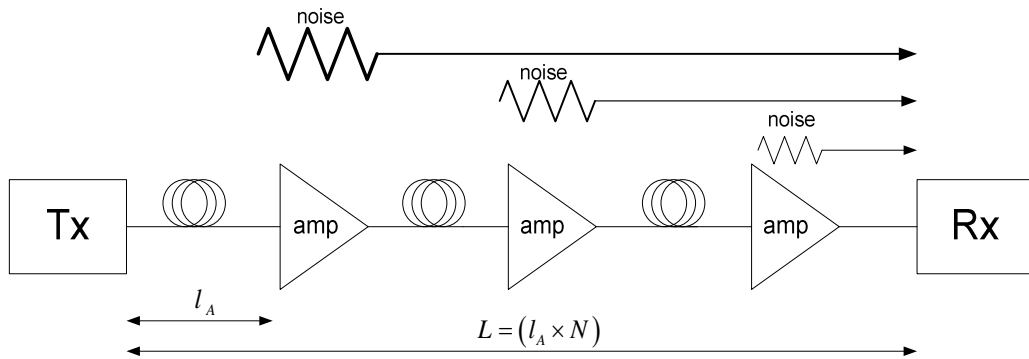 noise
noise
noise
Tx
amp
amp
amp
Rx
l_A
L = (l_A × N)